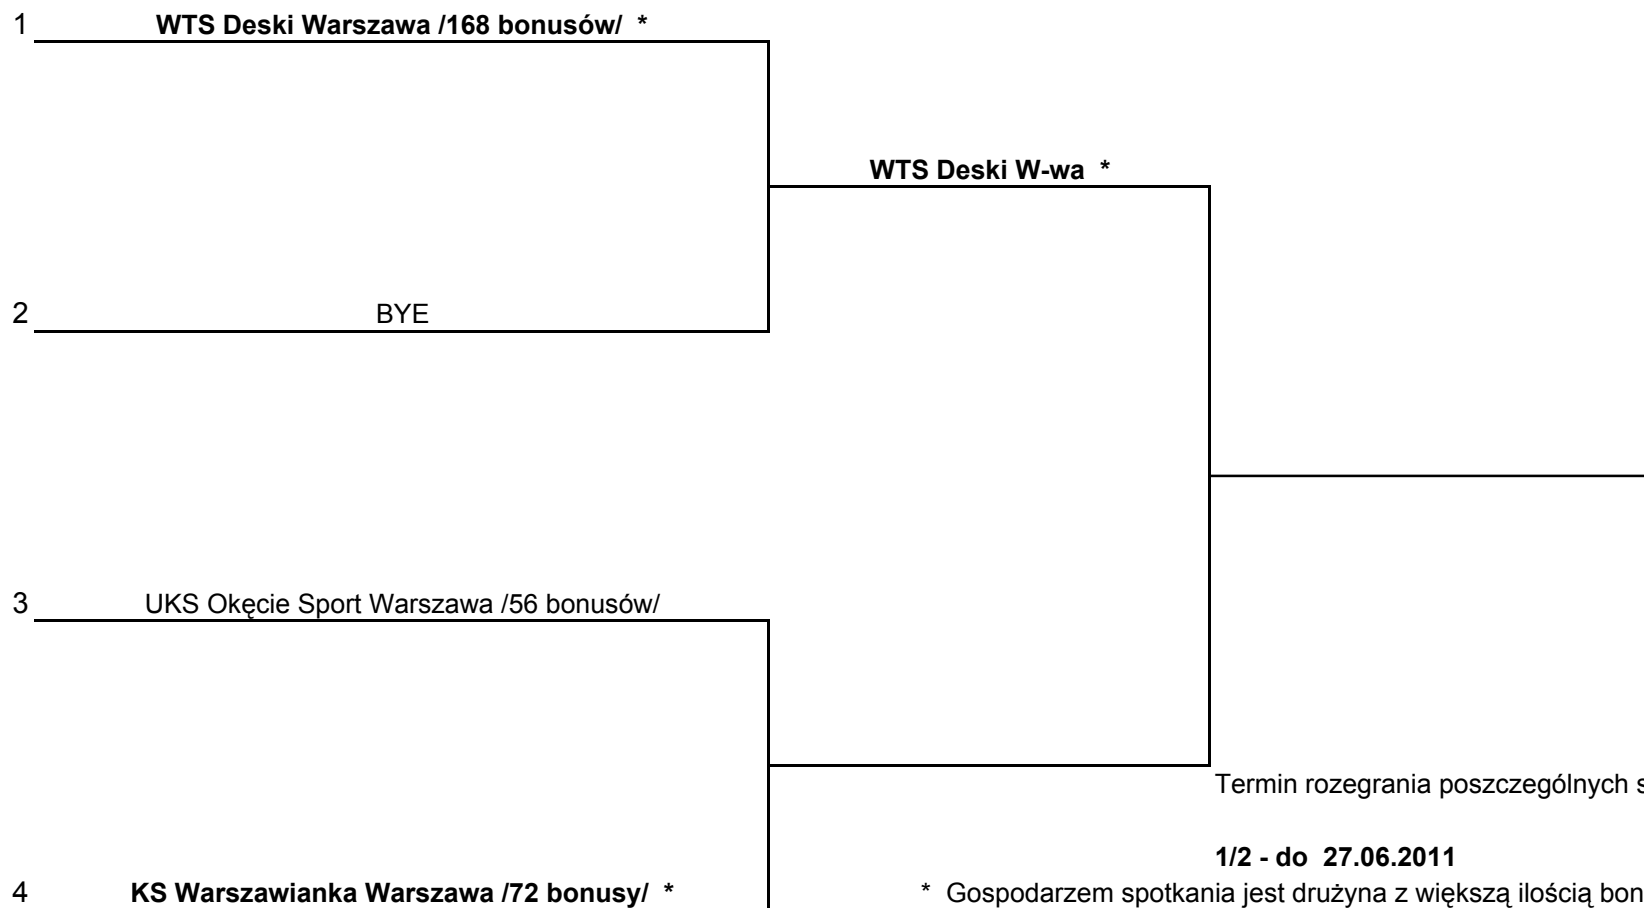 1 WTS Deski Warszawa /168 bonusów/ *
WTS Deski W-wa *
2 BYE
3 UKS Okęcie Sport Warszawa /56 bonusów/
Termin rozegrania poszczególnych s
1/2 - do 27.06.2011
4 KS Warszawianka Warszawa /72 bonusy/ * * Gospodarzem spotkania jest drużyna z większą ilością bon